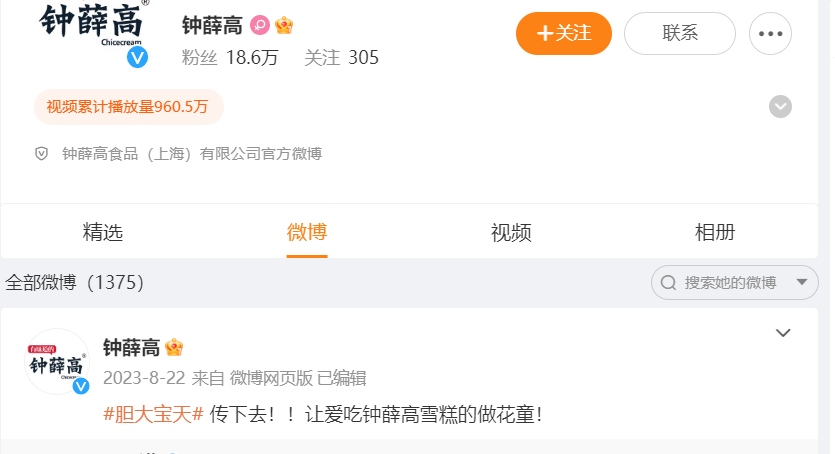 钟薛高®
Chicecream
钟薛高
粉丝 18.6万 关注 305
+关注
联系
视频累计播放量960.5万
钟薛高食品（上海）有限公司官方微博
精选 微博 视频 相册
全部微博（1375）
搜索她的微博
钟薛高®
Chicecream
钟薛高
2023-8-22 来自 微博网页版 已编辑
#胆大宝天# 传下去！！让爱吃钟薛高雪糕的做花童！